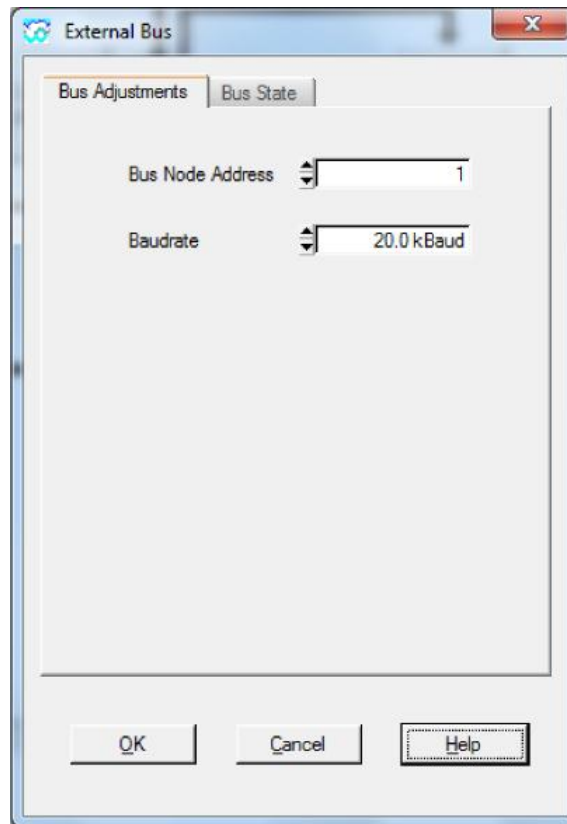 External Bus
Bus Adjustments Bus State
Bus Node Address 1
Baudrate 20.0 kBaud
OK Cancel Help